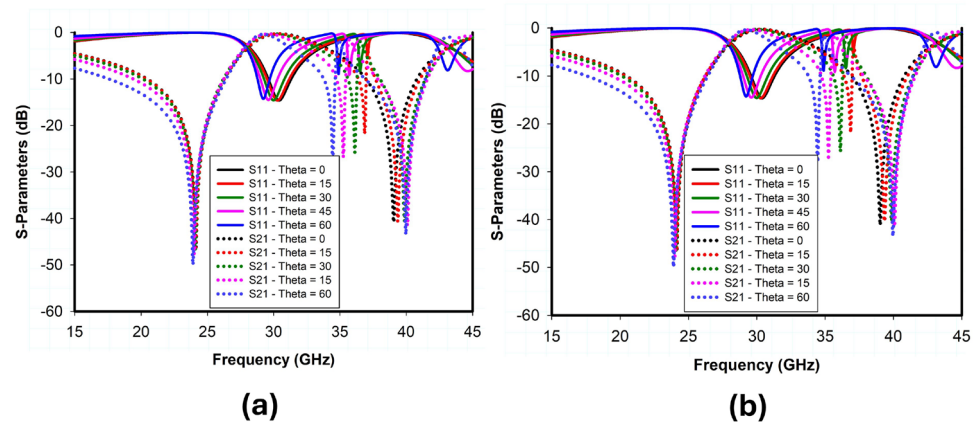 0
-10
-20
-30
-40
-50
-60
S-Parameters (dB)
S11 - Theta = 0
S11 - Theta = 15
S11 - Theta = 30
S11 - Theta = 45
S11 - Theta = 60
S21 - Theta = 0
S21 - Theta = 15
S21 - Theta = 30
S21 - Theta = 15
S21 - Theta = 60
15 20 25 30 35 40 45
Frequency (GHz)
(a)
0
-10
-20
-30
-40
-50
-60
S-Parameters (dB)
S11 - Theta = 0
S11 - Theta = 15
S11 - Theta = 30
S11 - Theta = 45
S11 - Theta = 60
S21 - Theta = 0
S21 - Theta = 15
S21 - Theta = 30
S21 - Theta = 15
S21 - Theta = 60
15 20 25 30 35 40 45
Frequency (GHz)
(b)